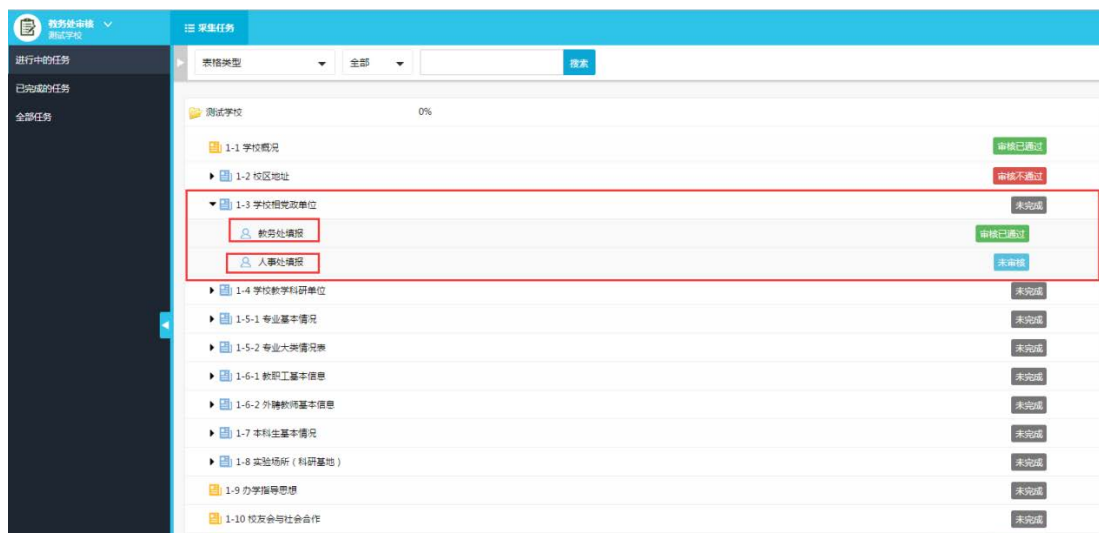 教务处审核
测试学校
采集任务
进行中的任务
已完成的任务
全部任务
表格类型 全部 搜索
测试学校 0%
1-1 学校概况 审核已通过
1-2 校区地址 审核不通过
1-3 学校相党政单位 未完成
教务处填报 审核已通过
人事处填报 未审核
1-4 学校教学科研单位 未完成
1-5-1 专业基本情况 未完成
1-5-2 专业大类情况表 未完成
1-6-1 教职工基本信息 未完成
1-6-2 外聘教师基本信息 未完成
1-7 本科生基本情况 未完成
1-8 实验场所（科研基地） 未完成
1-9 办学指导思想 未完成
1-10 校友会与社会合作 未完成